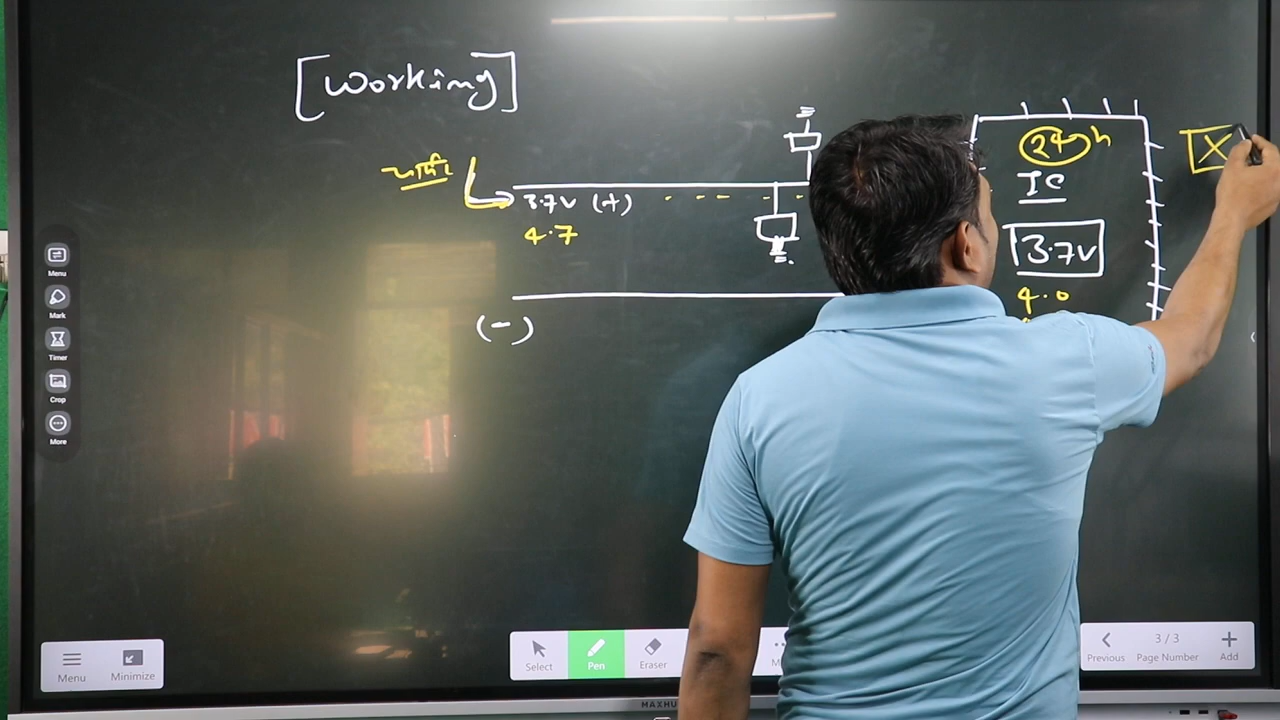 [Working]
24 h
X
IC
3.7V (+)
4.7
3.7V
4.0
(-)
Menu
Mark
Timer
Crop
More
Menu
Minimize
Select
Pen
Eraser
Previous
3 / 3
Page Number
Add